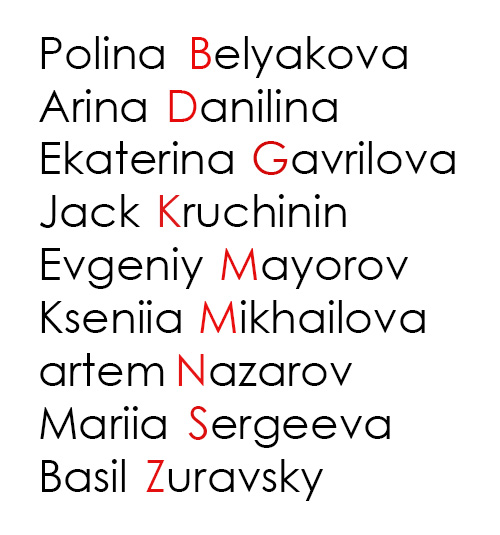 Polina Belyakova
Arina Danilina
Ekaterina Gavrilova
Jack Kruchinin
Evgeniy Mayorov
Kseniia Mikhailova
artem Nazarov
Mariia Sergeeva
Basil Zuravsky